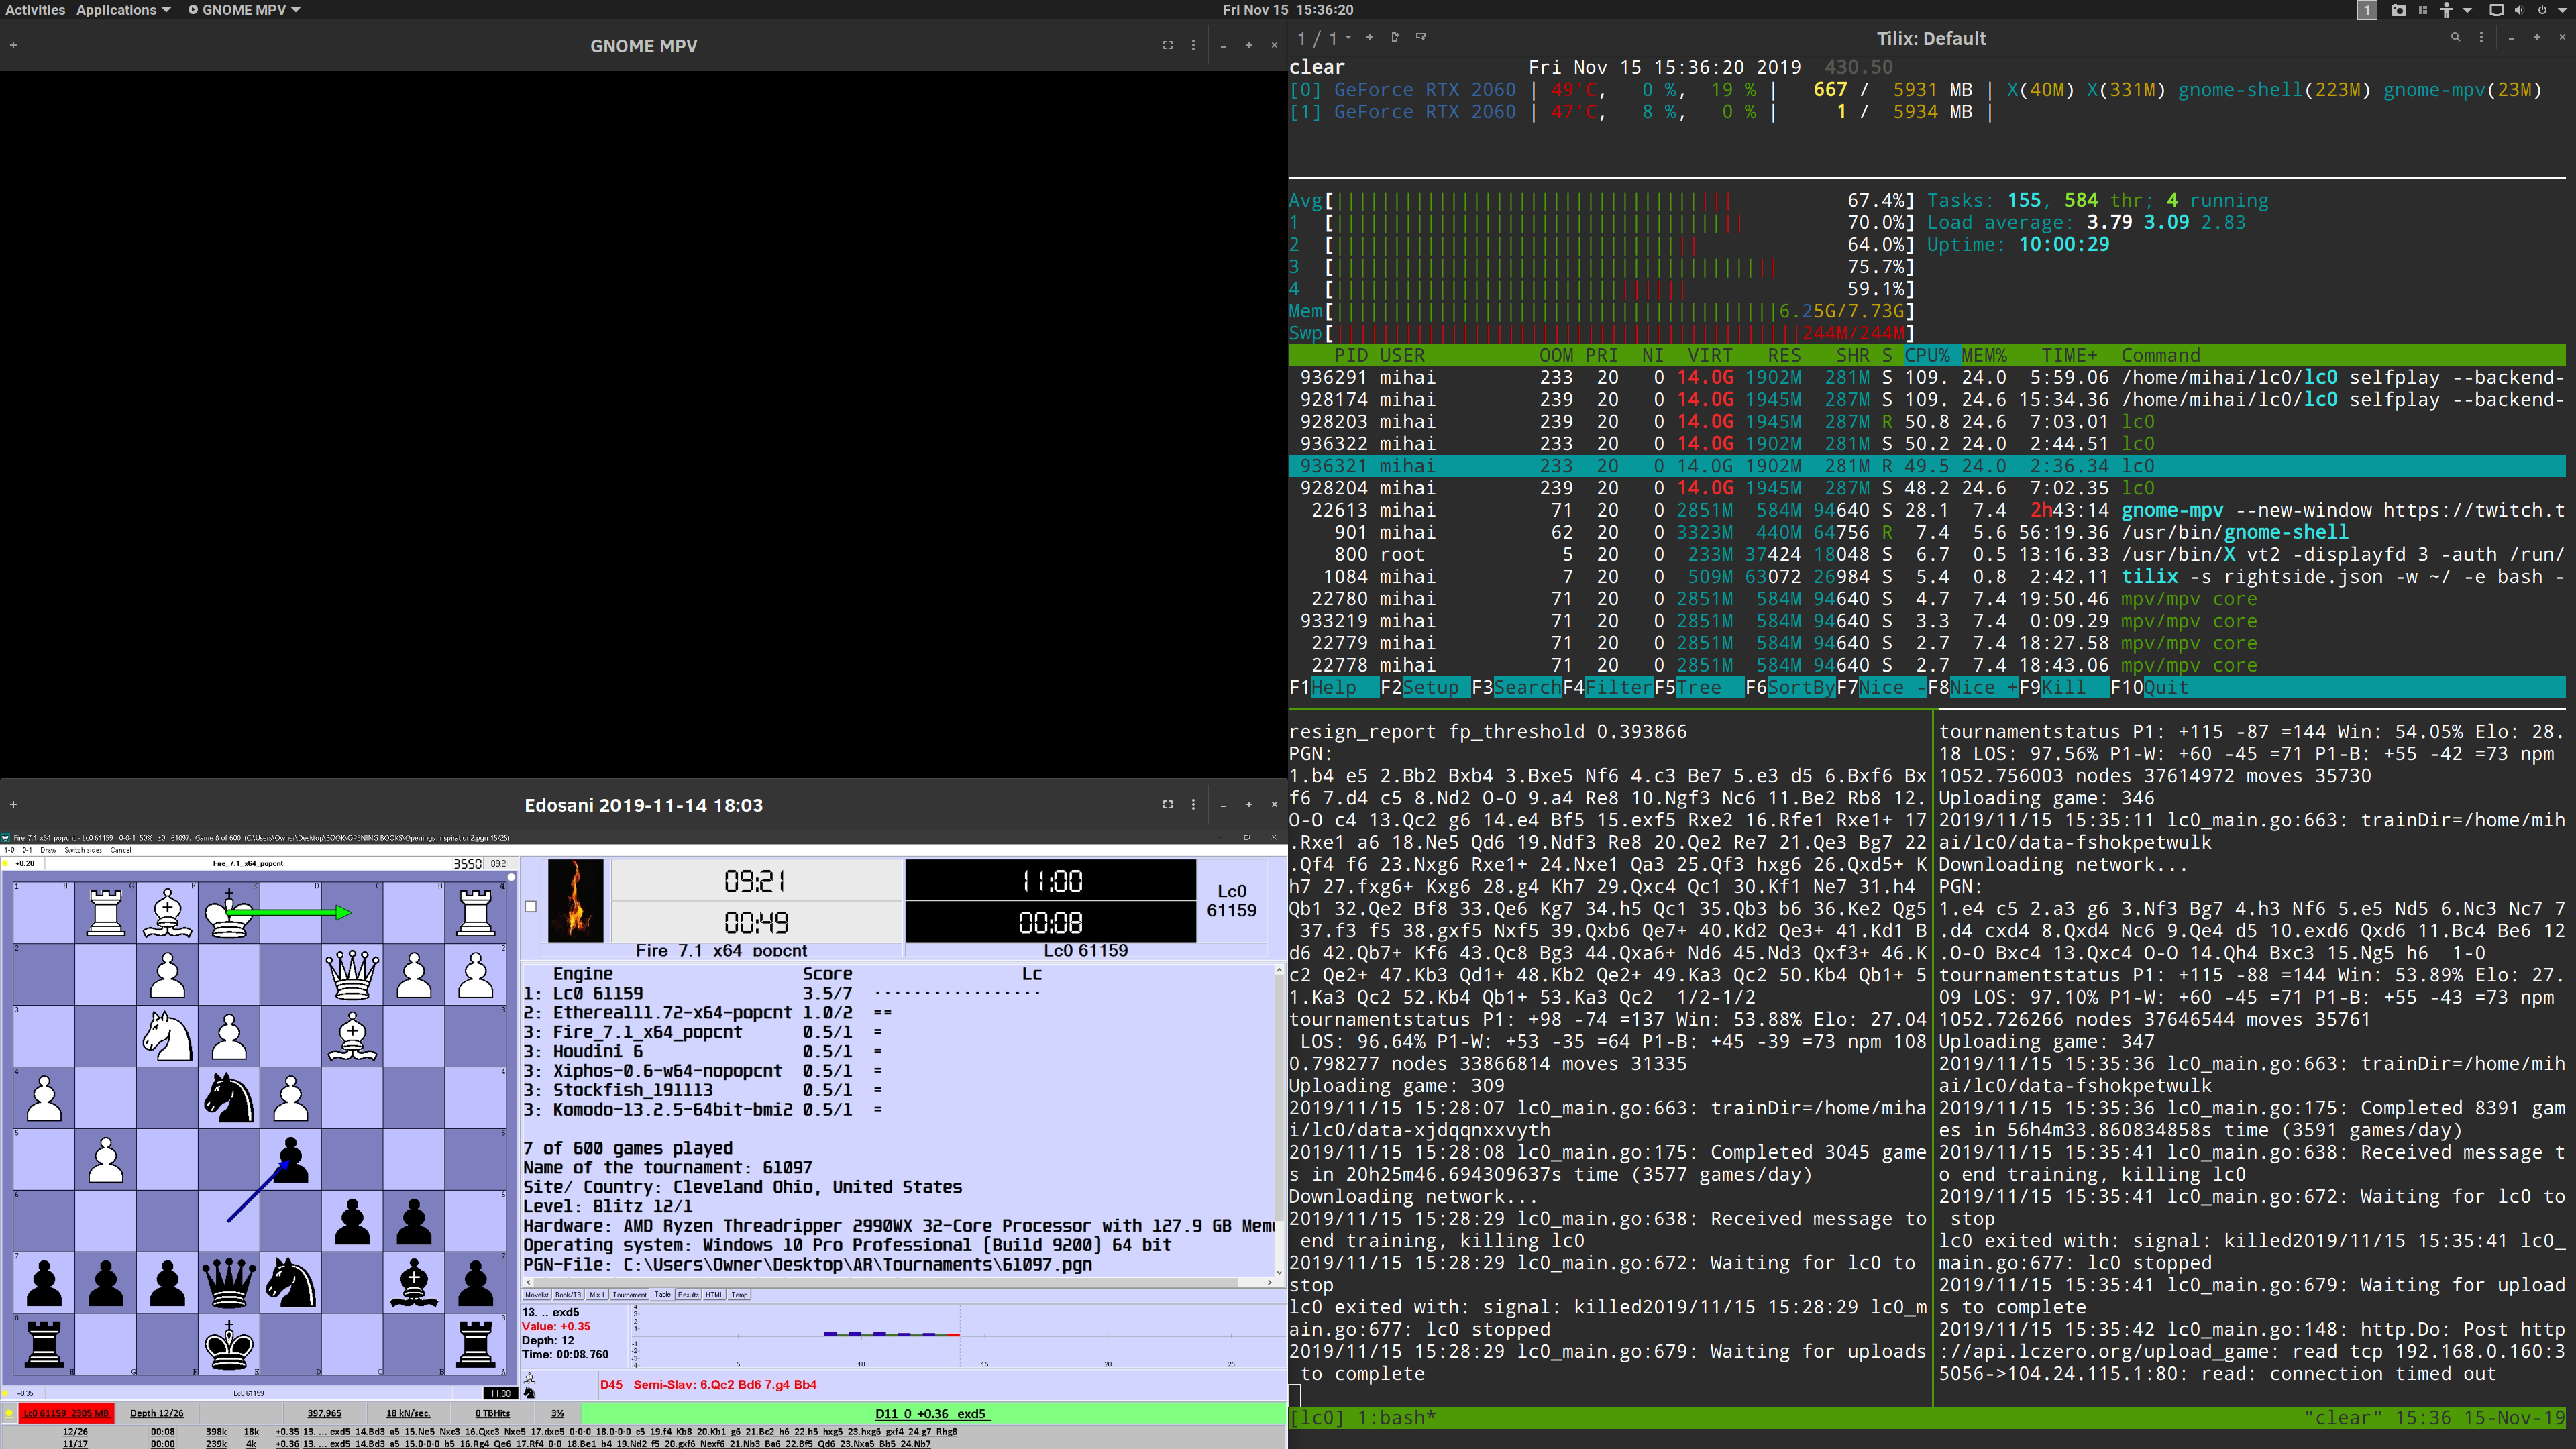 Activities Applications GNOME MPV Fri Nov 15 15:36:20 1
GNOME MPV
1 / 1 Tilix: Default
clear Fri Nov 15 15:36:20 2019 430.50
[0] GeForce RTX 2060 | 49'C, 0 %, 19 % | 667 / 5931 MB | X(40M) X(331M) gnome-shell(223M) gnome-mpv(23M)
[1] GeForce RTX 2060 | 47'C, 8 %, 0 % | 1 / 5934 MB |
Avg[ 67.4%] Tasks: 155, 584 thr; 4 running
1 [ 70.0%] Load average: 3.79 3.09 2.83
2 [ 64.0%] Uptime: 10:00:29
3 [ 75.7%]
4 [ 59.1%]
Mem[ 6.25G/7.73G]
Swp[ 244M/244M]
PID USER OOM PRI NI VIRT RES SHR S CPU% MEM% TIME+ Command
936291 mihai 233 20 0 14.0G 1902M 281M S 109. 24.0 5:59.06 /home/mihai/lc0/lc0 selfplay --backend-
928174 mihai 239 20 0 14.0G 1945M 287M S 109. 24.6 15:34.36 /home/mihai/lc0/lc0 selfplay --backend-
928203 mihai 239 20 0 14.0G 1945M 287M R 50.8 24.6 7:03.01 lc0
936322 mihai 233 20 0 14.0G 1902M 281M S 50.2 24.0 2:44.51 lc0
936321 mihai 233 20 0 14.0G 1902M 281M R 49.5 24.0 2:36.34 lc0
928204 mihai 239 20 0 14.0G 1945M 287M S 48.2 24.6 7:02.35 lc0
22613 mihai 71 20 0 2851M 584M 94640 S 28.1 7.4 2h43:14 gnome-mpv --new-window https://twitch.t
901 mihai 62 20 0 3323M 440M 64756 R 7.4 5.6 56:19.36 /usr/bin/gnome-shell
800 root 5 20 0 233M 37424 18048 S 6.7 0.5 13:16.33 /usr/bin/X vt2 -displayfd 3 -auth /run/
1084 mihai 7 20 0 509M 63072 26984 S 5.4 0.8 2:42.11 tilix -s rightside.json -w ~/ -e bash -
22780 mihai 71 20 0 2851M 584M 94640 S 4.7 7.4 19:50.46 mpv/mpv core
933219 mihai 71 20 0 2851M 584M 94640 S 3.3 7.4 0:09.29 mpv/mpv core
22779 mihai 71 20 0 2851M 584M 94640 S 2.7 7.4 18:27.58 mpv/mpv core
22778 mihai 71 20 0 2851M 584M 94640 S 2.7 7.4 18:43.06 mpv/mpv core
F1Help F2Setup F3SearchF4FilterF5Tree F6SortByF7Nice -F8Nice +F9Kill F10Quit
resign_report fp_threshold 0.393866
PGN:
1.b4 e5 2.Bb2 Bxb4 3.Bxe5 Nf6 4.c3 Be7 5.e3 d5 6.Bxf6 Bx
f6 7.d4 c5 8.Nd2 O-O 9.a4 Re8 10.Ngf3 Nc6 11.Be2 Rb8 12.
O-O c4 13.Qc2 g6 14.e4 Bf5 15.exf5 Rxe2 16.Rfe1 Rxe1+ 17
.Rxe1 a6 18.Ne5 Qd6 19.Ndf3 Re8 20.Qe2 Re7 21.Qe3 Bg7 22
.Qf4 f6 23.Nxg6 Rxe1+ 24.Nxe1 Qa3 25.Qf3 hxg6 26.Qxd5+ K
h7 27.fxg6+ Kxg6 28.g4 Kh7 29.Qxc4 Qc1 30.Kf1 Ne7 31.h4
Qb1 32.Qe2 Bf8 33.Qe6 Kg7 34.h5 Qc1 35.Qb3 b6 36.Ke2 Qg5
37.f3 f5 38.gxf5 Nxf5 39.Qxb6 Qe7+ 40.Kd2 Qe3+ 41.Kd1 B
d6 42.Qb7+ Kf6 43.Qc8 Bg3 44.Qxa6+ Nd6 45.Nd3 Qxf3+ 46.K
c2 Qe2+ 47.Kb3 Qd1+ 48.Kb2 Qe2+ 49.Ka3 Qc2 50.Kb4 Qb1+ 5
1.Ka3 Qc2 52.Kb4 Qb1+ 53.Ka3 Qc2 1/2-1/2
tournamentstatus P1: +98 -74 =137 Win: 53.88% Elo: 27.04
LOS: 96.64% P1-W: +53 -35 =64 P1-B: +45 -39 =73 npm 108
0.798277 nodes 33866814 moves 31335
Uploading game: 309
2019/11/15 15:28:07 lc0_main.go:663: trainDir=/home/miha
i/lc0/data-xjdqqnxxvyth
2019/11/15 15:28:08 lc0_main.go:175: Completed 3045 game
s in 20h25m46.694309637s time (3577 games/day)
Downloading network...
2019/11/15 15:28:29 lc0_main.go:638: Received message to
end training, killing lc0
2019/11/15 15:28:29 lc0_main.go:672: Waiting for lc0 to
stop
lc0 exited with: signal: killed2019/11/15 15:28:29 lc0_m
ain.go:677: lc0 stopped
2019/11/15 15:28:29 lc0_main.go:679: Waiting for uploads
to complete
tournamentstatus P1: +115 -87 =144 Win: 54.05% Elo: 28.
18 LOS: 97.56% P1-W: +60 -45 =71 P1-B: +55 -42 =73 npm
1052.756003 nodes 37614972 moves 35730
Uploading game: 346
2019/11/15 15:35:11 lc0_main.go:663: trainDir=/home/mih
ai/lc0/data-fshokpetwulk
Downloading network...
PGN:
1.e4 c5 2.a3 g6 3.Nf3 Bg7 4.h3 Nf6 5.e5 Nd5 6.Nc3 Nc7 7
.d4 cxd4 8.Qxd4 Nc6 9.Qe4 d5 10.exd6 Qxd6 11.Bc4 Be6 12
.O-O Bxc4 13.Qxc4 O-O 14.Qh4 Bxc3 15.Ng5 h6 1-0
tournamentstatus P1: +115 -88 =144 Win: 53.89% Elo: 27.
09 LOS: 97.10% P1-W: +60 -45 =71 P1-B: +55 -43 =73 npm
1052.726266 nodes 37646544 moves 35761
Uploading game: 347
2019/11/15 15:35:36 lc0_main.go:663: trainDir=/home/mih
ai/lc0/data-fshokpetwulk
2019/11/15 15:35:36 lc0_main.go:175: Completed 8391 gam
es in 56h4m33.860834858s time (3591 games/day)
2019/11/15 15:35:41 lc0_main.go:638: Received message t
o end training, killing lc0
2019/11/15 15:35:41 lc0_main.go:672: Waiting for lc0 to
stop
lc0 exited with: signal: killed2019/11/15 15:35:41 lc0_
main.go:677: lc0 stopped
2019/11/15 15:35:41 lc0_main.go:679: Waiting for upload
s to complete
2019/11/15 15:35:42 lc0_main.go:148: http.Do: Post http
://api.lczero.org/upload_game: read tcp 192.168.0.160:3
5056->104.24.115.1:80: read: connection timed out
[lc0] 1:bash* "clear" 15:36 15-Nov-19
Edosani 2019-11-14 18:03
Fire_7.1_x64_popcnt - Lc0 61159 0-0-1 50% ±0 61097: Game 8 of 600 (C:\Users\Owner\Desktop\BOOK\OPENING BOOKS\Openings_inspiration2.pgn 15/25)
1-0 0-1 Draw Switch sides Cancel
+0.20 Fire_7.1_x64_popcnt 3550 09:21
09:21 11:00 Lc0
00:49 00:08 61159
Fire 7.1 x64 popcnt Lc0 61159
Engine Score Lc
1: Lc0 61159 3.5/7 ·················
2: Ethereal11.72-x64-popcnt 1.0/2 ==
3: Fire_7.1_x64_popcnt 0.5/1 =
3: Houdini 6 0.5/1 =
3: Xiphos-0.6-w64-nopopcnt 0.5/1 =
3: Stockfish_191113 0.5/1 =
3: Komodo-13.2.5-64bit-bmi2 0.5/1 =
7 of 600 games played
Name of the tournament: 61097
Site/ Country: Cleveland Ohio, United States
Level: Blitz 12/1
Hardware: AMD Ryzen Threadripper 2990WX 32-Core Processor with 127.9 GB Mem
Operating system: Windows 10 Pro Professional (Build 9200) 64 bit
PGN-File: C:\Users\Owner\Desktop\AR\Tournaments\61097.pgn
Movelist Book/TB Mix 1 Tournament Table Results HTML Temp
13. .. exd5
Value: +0.35
Depth: 12
Time: 00:08.760
5 10 15 20 25
D45 Semi-Slav: 6.Qc2 Bd6 7.g4 Bb4
+0.35 Lc0 61159 11:00
Lc0 61159 2305 MB Depth 12/26 397,965 18 kN/sec. 0 TBHits 3% D11 0 +0.36 exd5
12/26 00:08 398k 18k +0.35 13. ... exd5 14.Bd3 a5 15.Ne5 Nxc3 16.Qxc3 Nxe5 17.dxe5 0-0-0 18.0-0-0 c5 19.f4 Kb8 20.Kb1 g6 21.Bc2 h6 22.h5 hxg5 23.hxg6 gxf4 24.g7 Rhg8
11/17 00:00 239k 4k +0.36 13. ... exd5 14.Bd3 a5 15.0-0-0 b5 16.Rg4 Qe6 17.Rf4 0-0 18.Be1 b4 19.Nd2 f5 20.gxf6 Nexf6 21.Nb3 Ba6 22.Bf5 Qd6 23.Nxa5 Bb5 24.Nb7